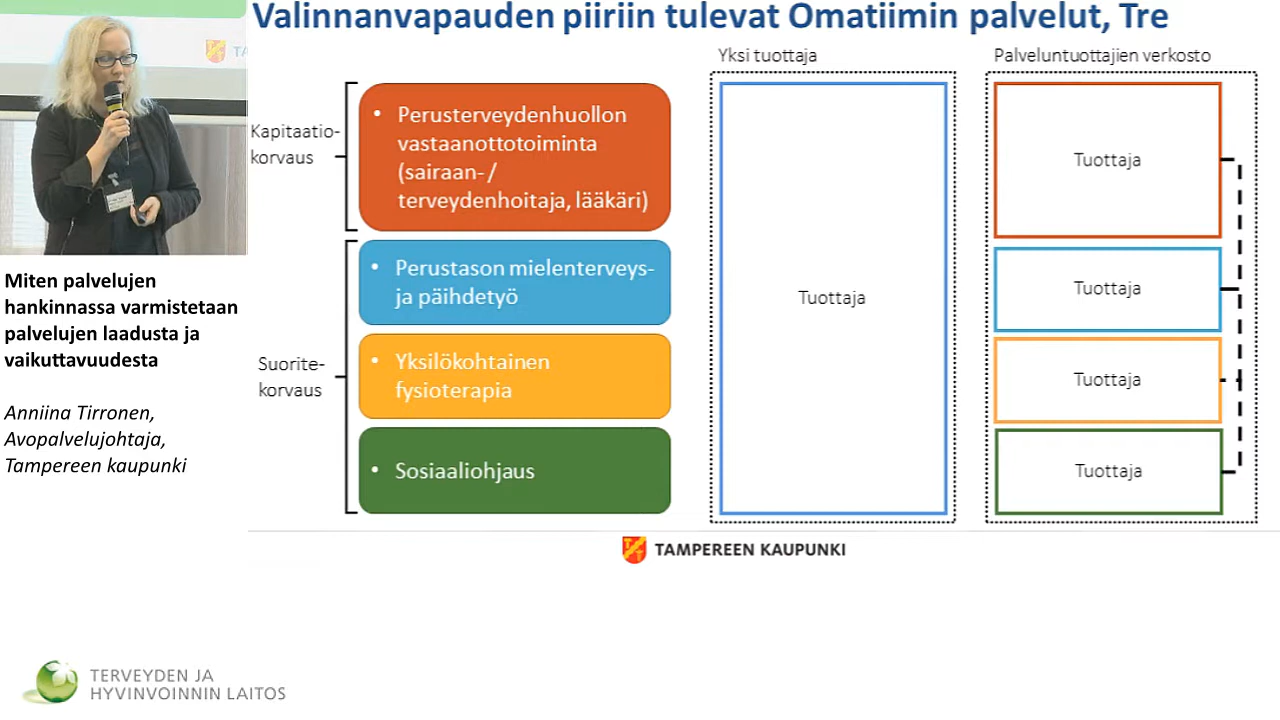 Valinnanvapauden piiriin tulevat Omatiimin palvelut, Tre
Yksi tuottaja
Palveluntuottajien verkosto
Kapitaatio-
korvaus
• Perusterveydenhuollon
vastaanottotoiminta
(sairaan- /
terveydenhoitaja, lääkäri)
Suorite-
korvaus
• Perustason mielenterveys-
ja päihdetyö
• Yksilökohtainen
fysioterapia
• Sosiaaliohjaus
Tuottaja
Tuottaja
Tuottaja
Tuottaja
Tuottaja
TAMPEREEN KAUPUNKI
Miten palvelujen
hankinnassa varmistetaan
palvelujen laadusta ja
vaikuttavuudesta
Anniina Tirronen,
Avopalvelujohtaja,
Tampereen kaupunki
TERVEYDEN JA
HYVINVOINNIN LAITOS